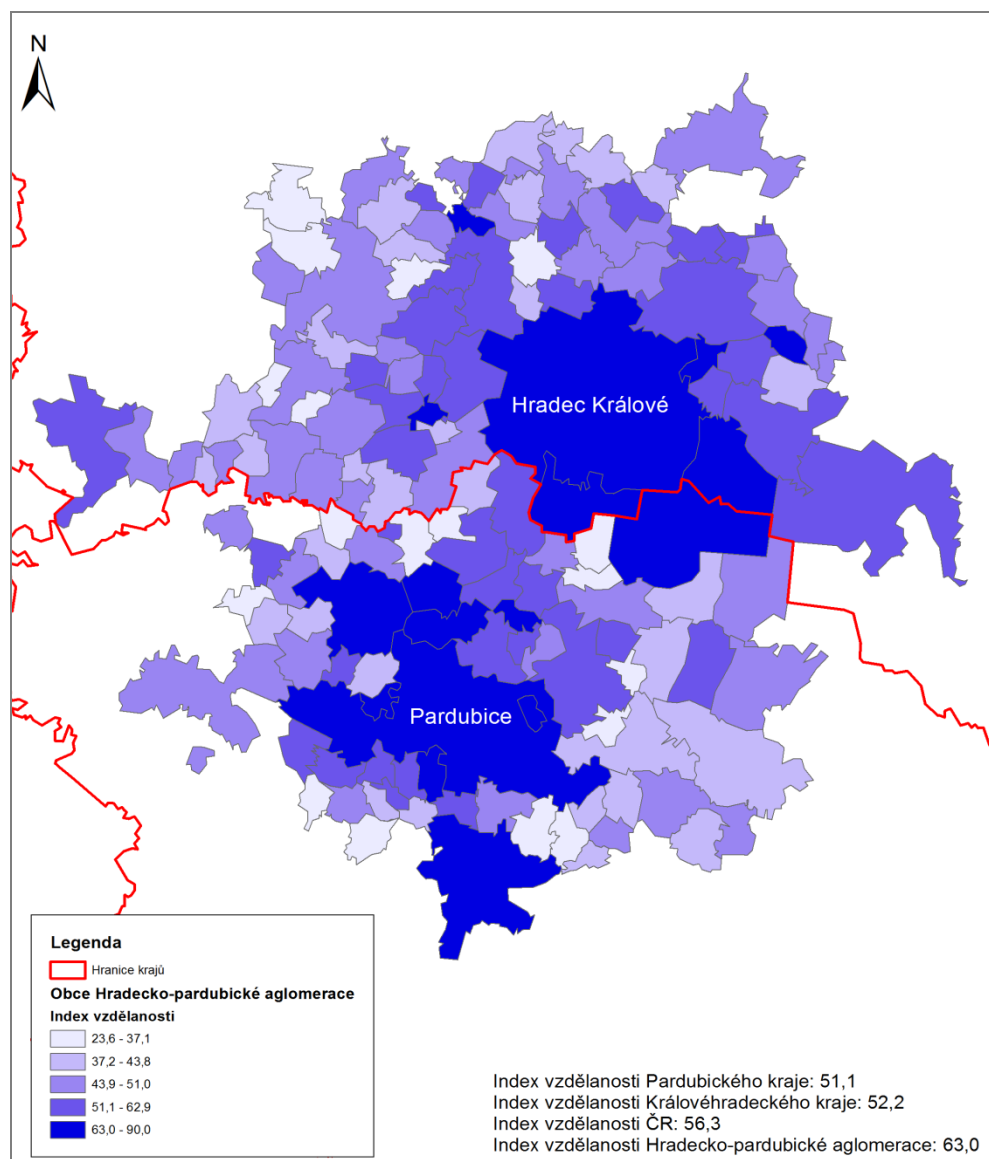 N
Hradec Králové
Pardubice
Legenda
Hranice krajů
Obce Hradecko-pardubické aglomerace
Index vzdělanosti
23,6 - 37,1
37,2 - 43,8
43,9 - 51,0
51,1 - 62,9
63,0 - 90,0
Index vzdělanosti Pardubického kraje: 51,1
Index vzdělanosti Královéhradeckého kraje: 52,2
Index vzdělanosti ČR: 56,3
Index vzdělanosti Hradecko-pardubické aglomerace: 63,0